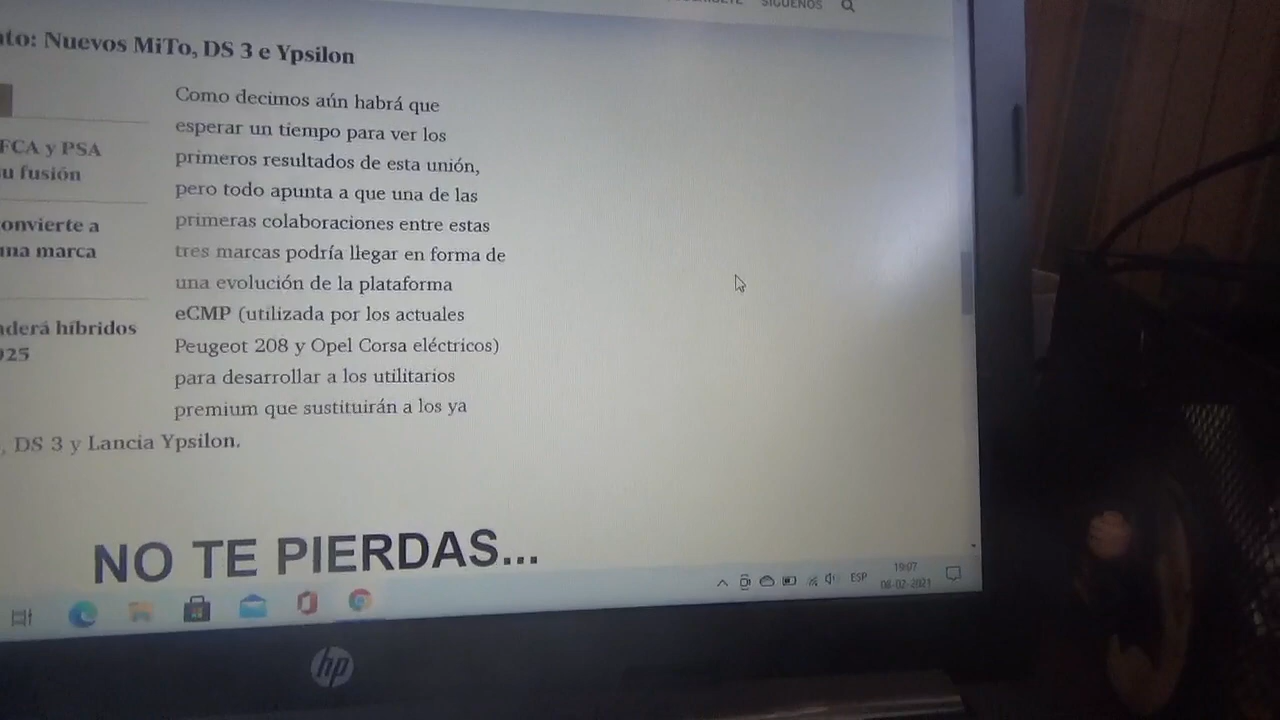 SÍGUENOS
nto: Nuevos MiTo, DS 3 e Ypsilon
FCA y PSA
u fusión
onvierte a
una marca
nderá híbridos
025
Como decimos aún habrá que
esperar un tiempo para ver los
primeros resultados de esta unión,
pero todo apunta a que una de las
primeras colaboraciones entre estas
tres marcas podría llegar en forma de
una evolución de la plataforma
eCMP (utilizada por los actuales
Peugeot 208 y Opel Corsa eléctricos)
para desarrollar a los utilitarios
premium que sustituirán a los ya
, DS 3 y Lancia Ypsilon.
NO TE PIERDAS...
ESP
19:07
08-02-2021
hp